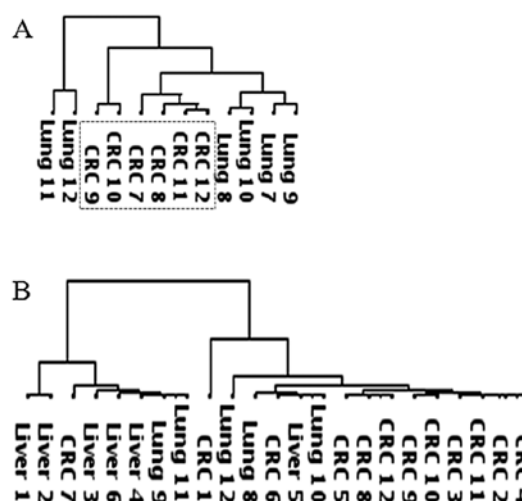 A
Lung 11
Lung 12
CRC 9
CRC 10
CRC 7
CRC 8
CRC 11
CRC 12
Lung 8
Lung 10
Lung 7
Lung 9
B
Liver 1
Liver 2
CRC 7
Liver 3
Liver 6
Liver 4
Lung 9
Lung 11
CRC 1
Lung 12
Lung 8
CRC 6
Liver 5
Lung 10
CRC 5
CRC 8
CRC 12
CRC 9
CRC 1
CRC 3
CRC 11
CRC 2